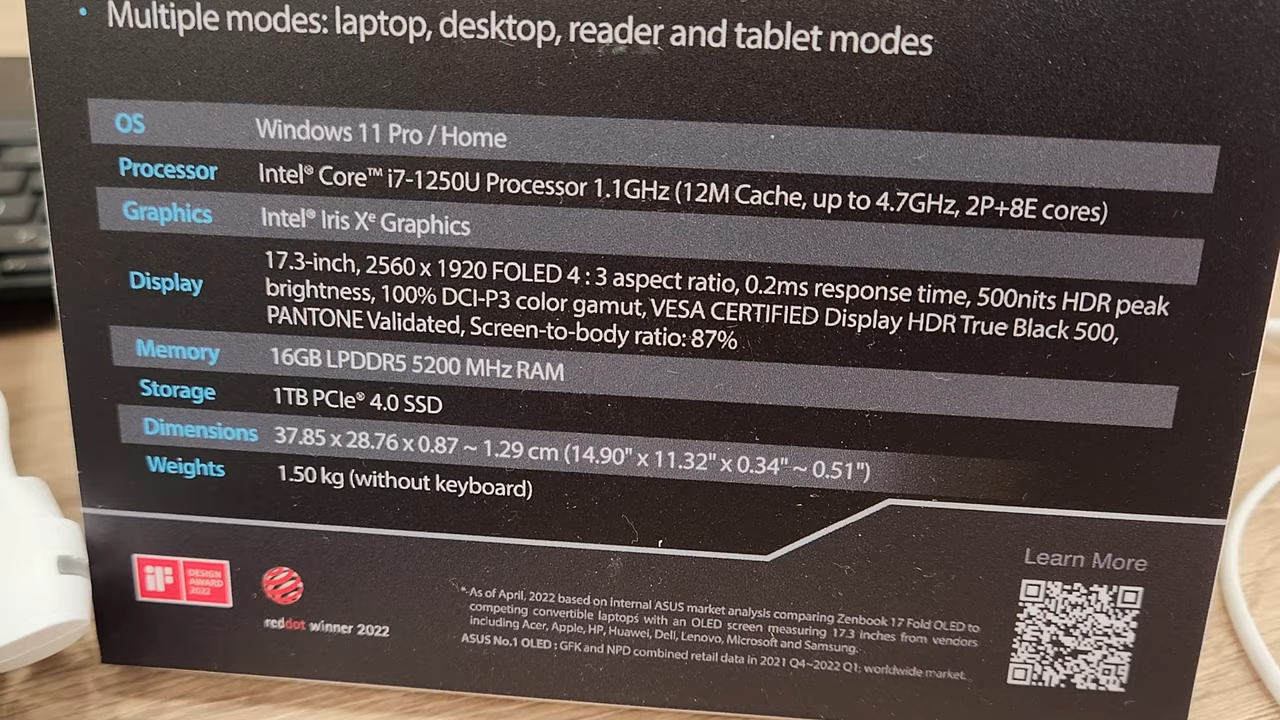 • Multiple modes: laptop, desktop, reader and tablet modes
OS Windows 11 Pro / Home
Processor Intel® Core™ i7-1250U Processor 1.1GHz (12M Cache, up to 4.7GHz, 2P+8E cores)
Graphics Intel® Iris Xᵉ Graphics
Display 17.3-inch, 2560 x 1920 FOLED 4 : 3 aspect ratio, 0.2ms response time, 500nits HDR peak
brightness, 100% DCI-P3 color gamut, VESA CERTIFIED Display HDR True Black 500,
PANTONE Validated, Screen-to-body ratio: 87%
Memory 16GB LPDDR5 5200 MHz RAM
Storage 1TB PCIe® 4.0 SSD
Dimensions 37.85 x 28.76 x 0.87 ~ 1.29 cm (14.90" x 11.32" x 0.34" ~ 0.51")
Weights 1.50 kg (without keyboard)
Learn More
iF
DESIGN
AWARD
2022
reddot winner 2022
*As of April, 2022 based on internal ASUS market analysis comparing Zenbook 17 Fold OLED to
competing convertible laptops with an OLED screen measuring 17.3 inches from vendors
including Acer, Apple, HP, Huawei, Dell, Lenovo, Microsoft and Samsung.
ASUS No.1 OLED : GFK and NPD combined retail data in 2021 Q4~2022 Q1; worldwide market.